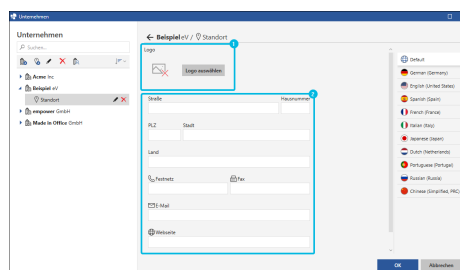 Unternehmen
Unternehmen
Suchen...
Acme Inc
Beispiel eV
Standort
empower GmbH
Made in Office GmbH
Beispiel eV / Standort
1
Logo
Logo auswählen
2
Straße Hausnummer
PLZ Stadt
Land
Festnetz Fax
E-Mail
Webseite
Default
German (Germany)
English (United States)
Spanish (Spain)
French (France)
Italian (Italy)
Japanese (Japan)
Dutch (Netherlands)
Portuguese (Portugal)
Russian (Russia)
Chinese (Simplified, PRC)
OK Abbrechen